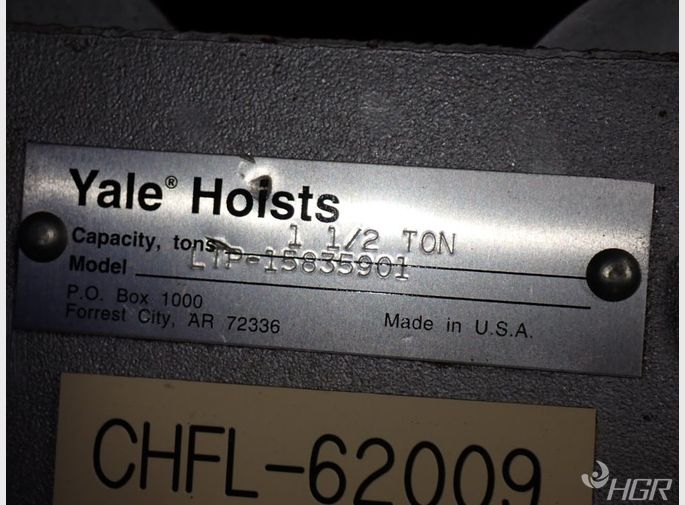 Yale® Hoists
Capacity, tons 1 1/2 TON
Model LTP-15835901
P.O. Box 1000
Forrest City, AR 72336 Made in U.S.A.
CHFL-62009
HGR